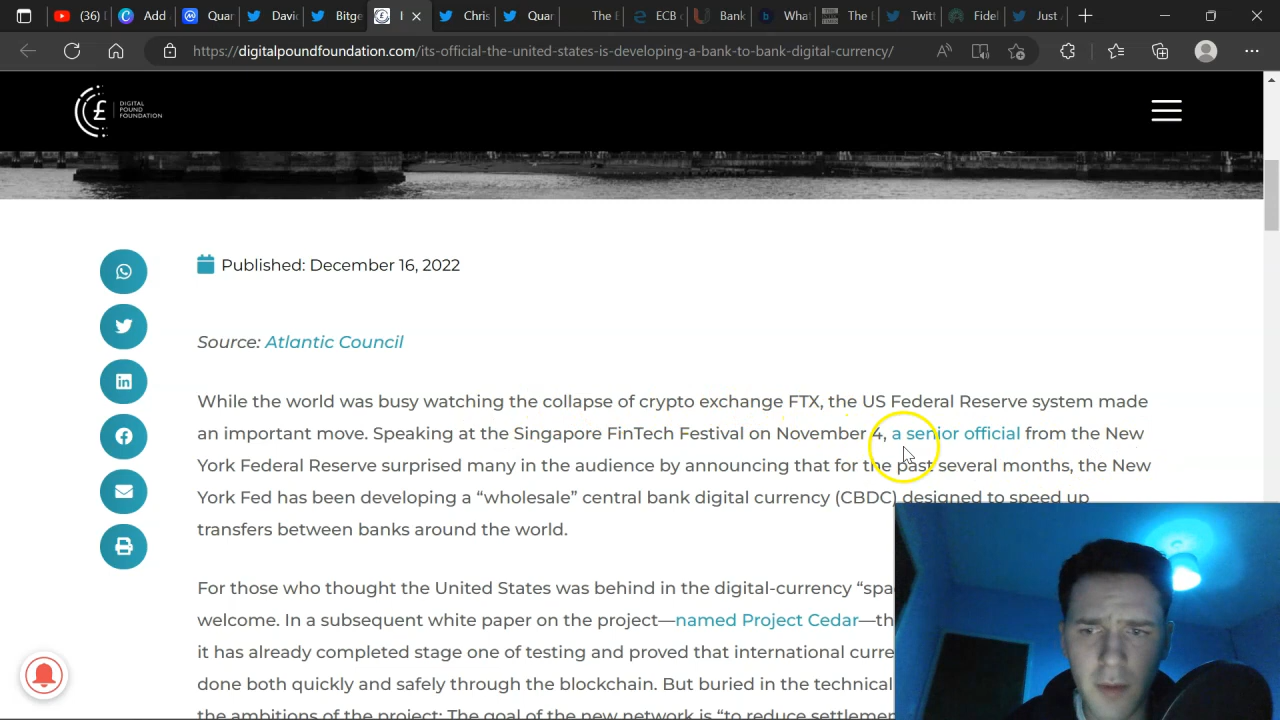 (36)
Add
Quar
David
Bitge
I
Chris
Quar
The E
ECB
Bank
What
The
Twitt
Fidel
Just
https://digitalpoundfoundation.com/its-official-the-united-states-is-developing-a-bank-to-bank-digital-currency/
DIGITAL
POUND
FOUNDATION
Published: December 16, 2022
Source: Atlantic Council
While the world was busy watching the collapse of crypto exchange FTX, the US Federal Reserve system made
an important move. Speaking at the Singapore FinTech Festival on November 4, a senior official from the New
York Federal Reserve surprised many in the audience by announcing that for the past several months, the New
York Fed has been developing a “wholesale” central bank digital currency (CBDC) designed to speed up
transfers between banks around the world.
For those who thought the United States was behind in the digital-currency “spa
welcome. In a subsequent white paper on the project—named Project Cedar—th
it has already completed stage one of testing and proved that international curre
done both quickly and safely through the blockchain. But buried in the technical
the ambitions of the project: The goal of the new network is “to reduce settlemen